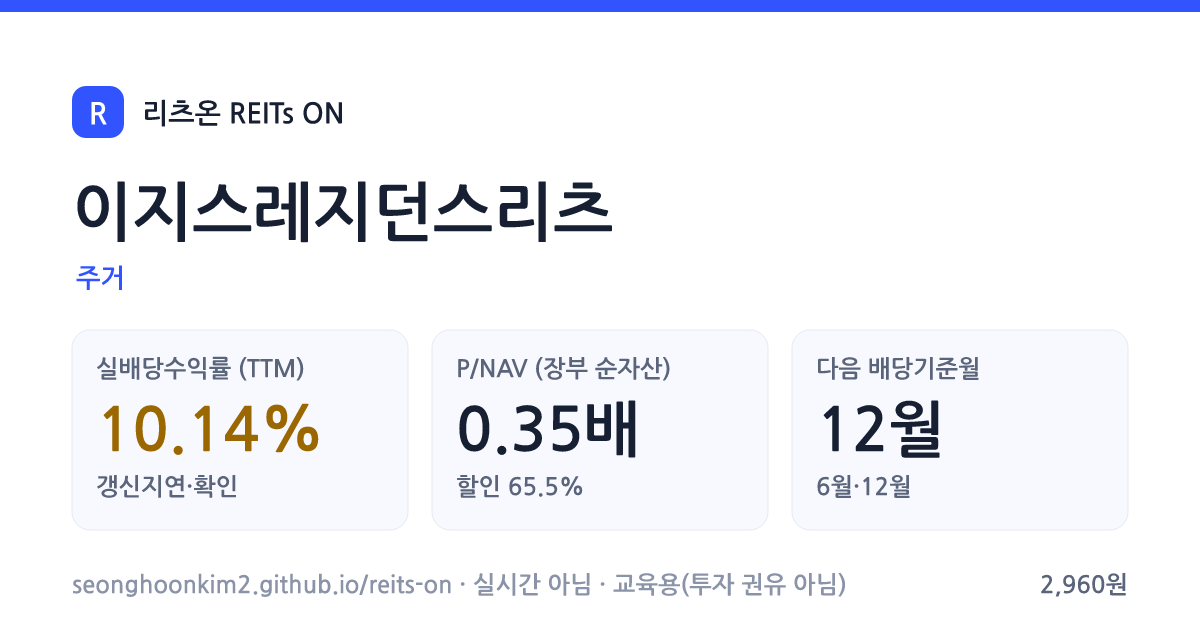 R 리츠온 REITs ON
이지스레지던스리츠
주거
실배당수익률 (TTM)
10.14%
갱신지연·확인
P/NAV (장부 순자산)
0.35배
할인 65.5%
다음 배당기준월
12월
6월·12월
seonghoonkim2.github.io/reits-on · 실시간 아님 · 교육용(투자 권유 아님)
2,960원